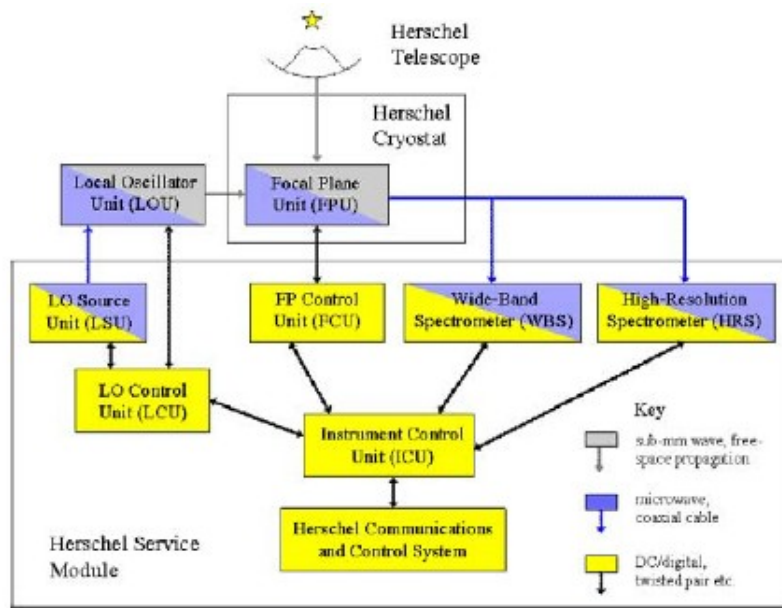 Herschel
Telescope
Herschel
Cryostat
Local Oscillator
Unit (LOU)
Focal Plane
Unit (FPU)
LO Source
Unit (LSU)
FP Control
Unit (FCU)
Wide-Band
Spectrometer (WBS)
High-Resolution
Spectrometer (HRS)
LO Control
Unit (LCU)
Instrument Control
Unit (ICU)
Herschel Communications
and Control System
Herschel Service
Module
Key
sub-mm wave, free-
space propagation
microwave,
coaxial cable
DC/digital,
twisted pair etc.